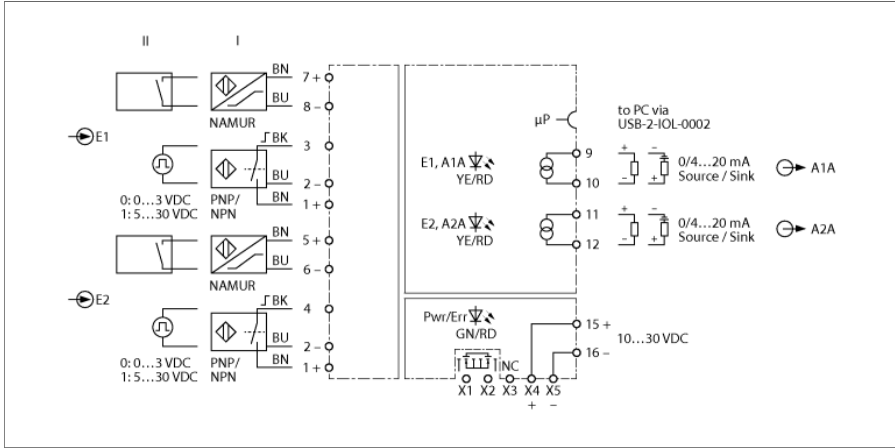 II I
BN 7 +
BU 8 –
NAMUR
E1
BK 3
BU 2 –
BN 1 +
0: 0…3 VDC
1: 5…30 VDC
PNP/
NPN
BN 5 +
BU 6 –
NAMUR
E2
BK 4
BU 2 –
BN 1 +
0: 0…3 VDC
1: 5…30 VDC
PNP/
NPN
µP
to PC via
USB-2-IOL-0002
E1, A1A
YE/RD
9
10
+ – – +
0/4…20 mA
Source / Sink
A1A
E2, A2A
YE/RD
11
12
+ – – +
0/4…20 mA
Source / Sink
A2A
Pwr/Err
GN/RD
15 +
16 –
10…30 VDC
NC
X1 X2 X3 X4 X5
+ –